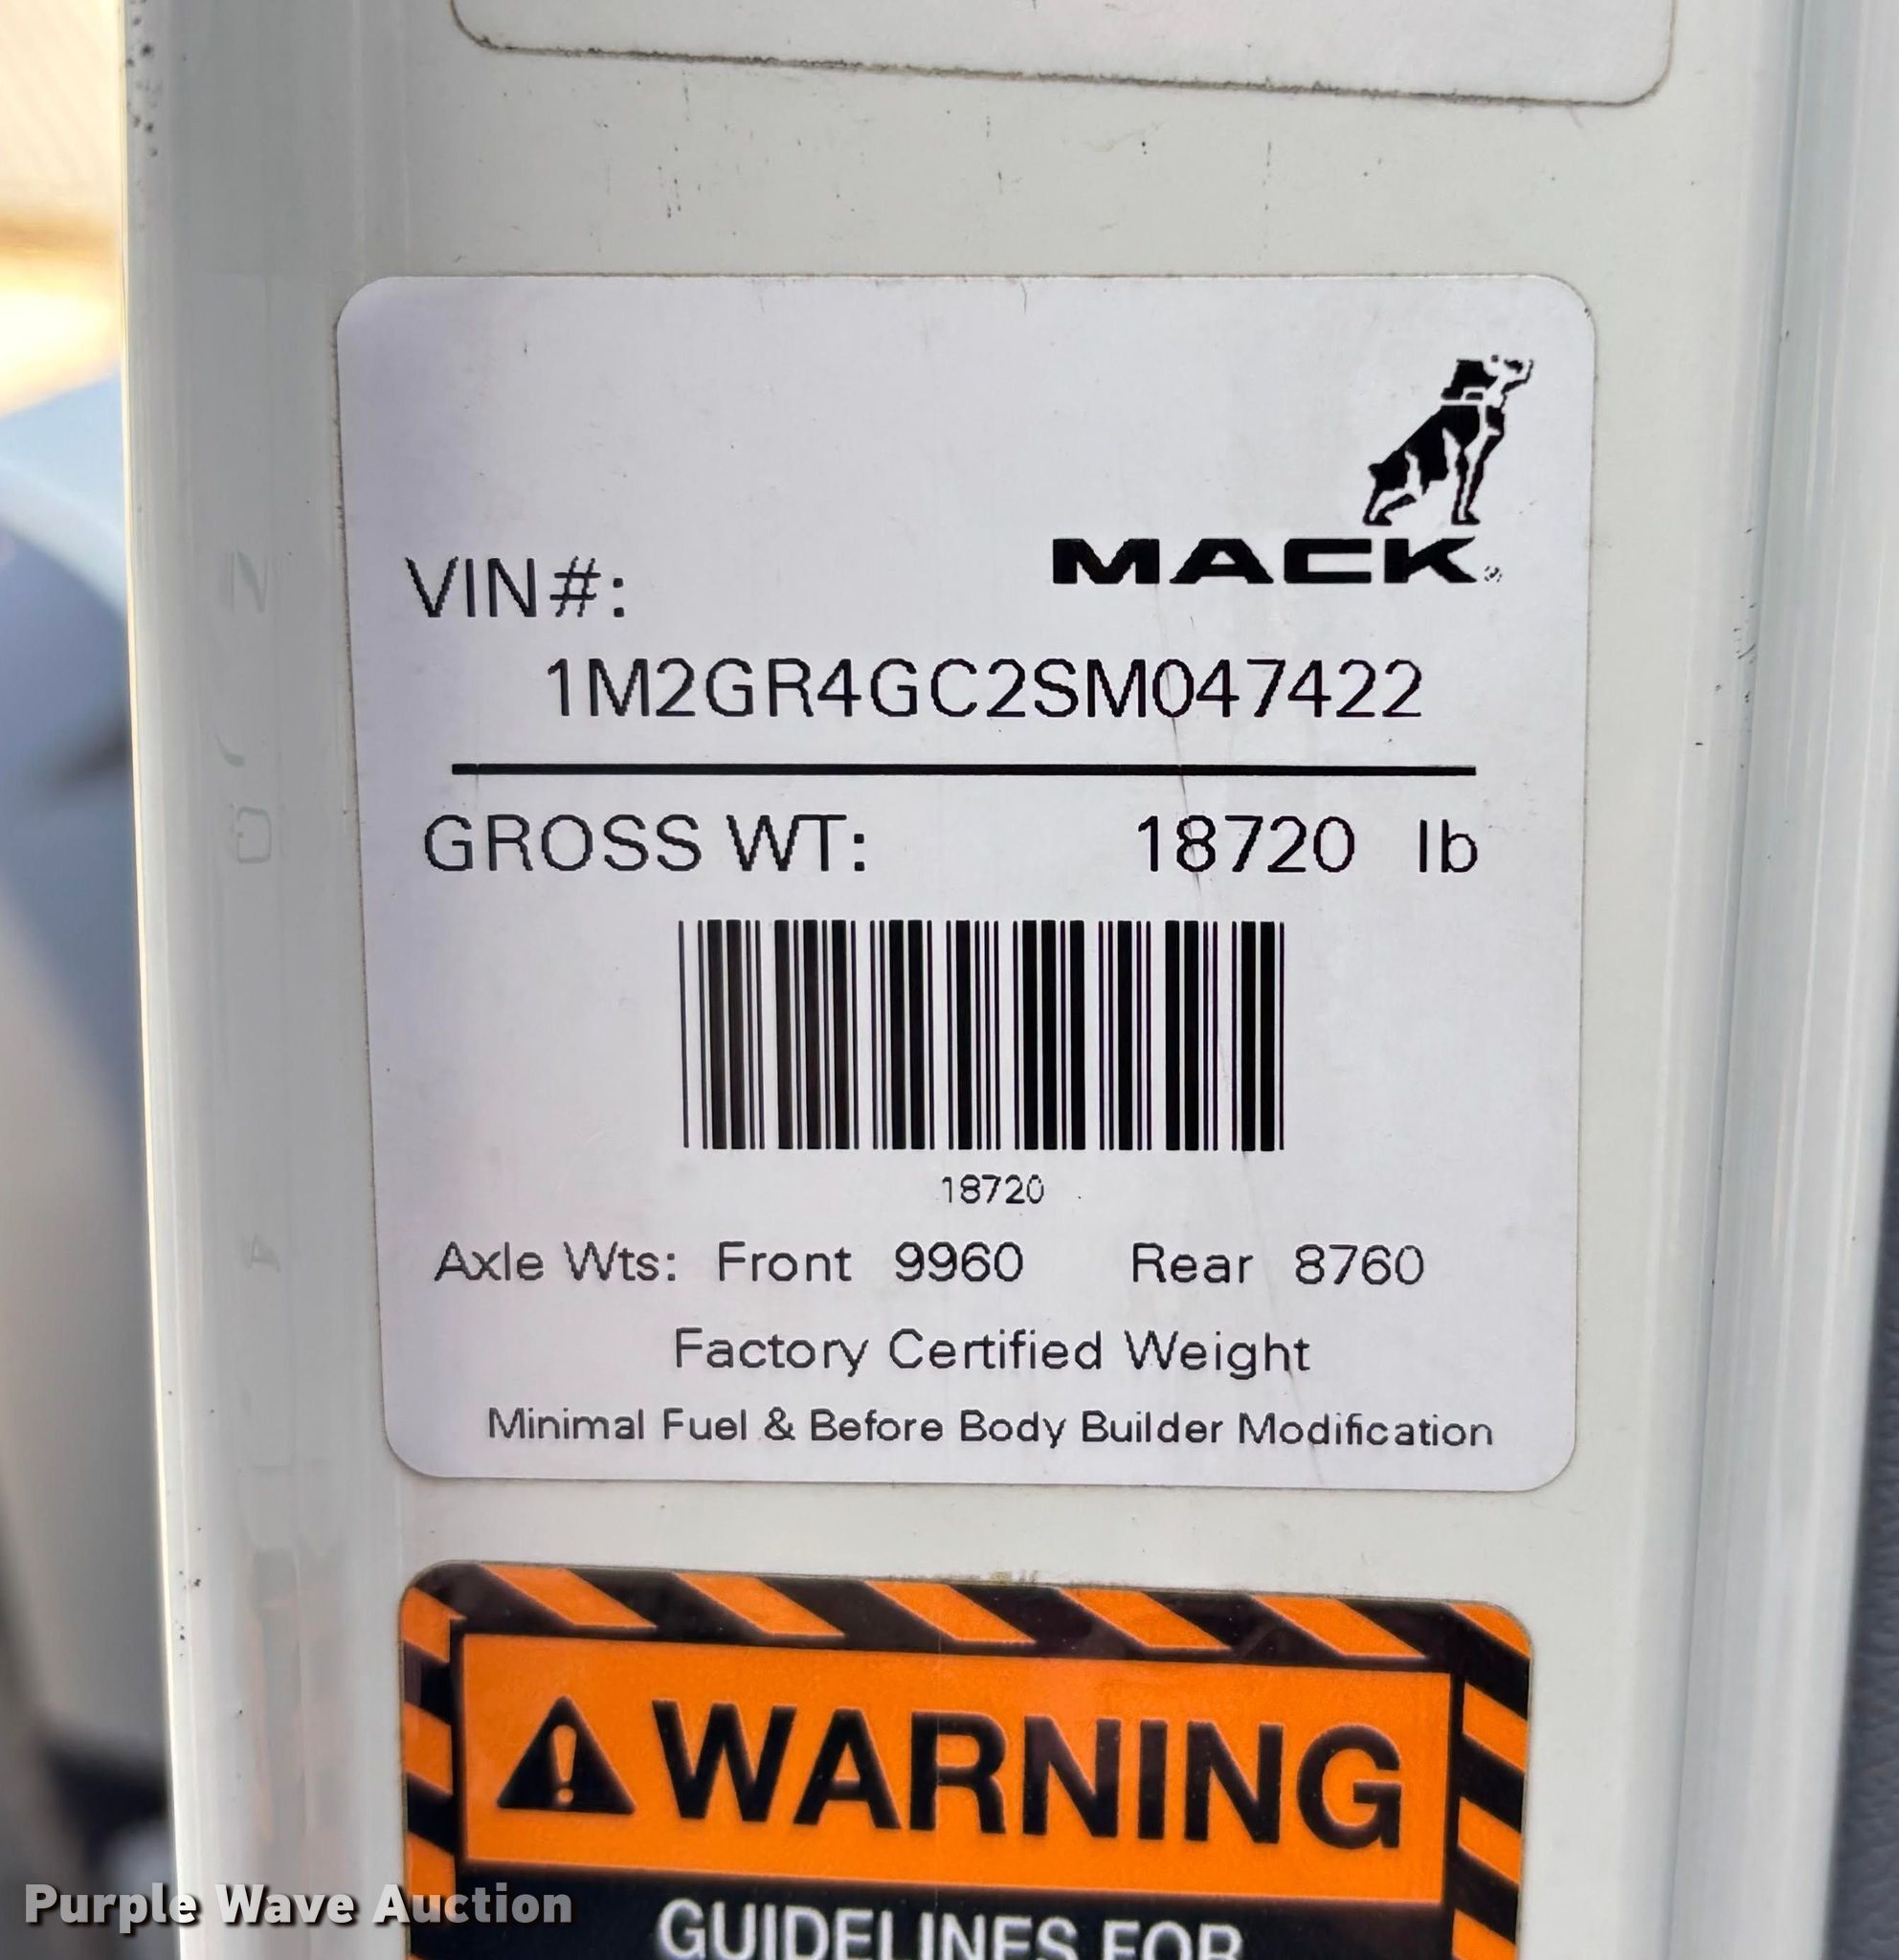 MACK
VIN#:
1M2GR4GC2SM047422
GROSS WT: 18720 lb
18720
Axle Wts: Front 9960 Rear 8760
Factory Certified Weight
Minimal Fuel & Before Body Builder Modification
WARNING
GUIDELINES FOR
Purple Wave Auction